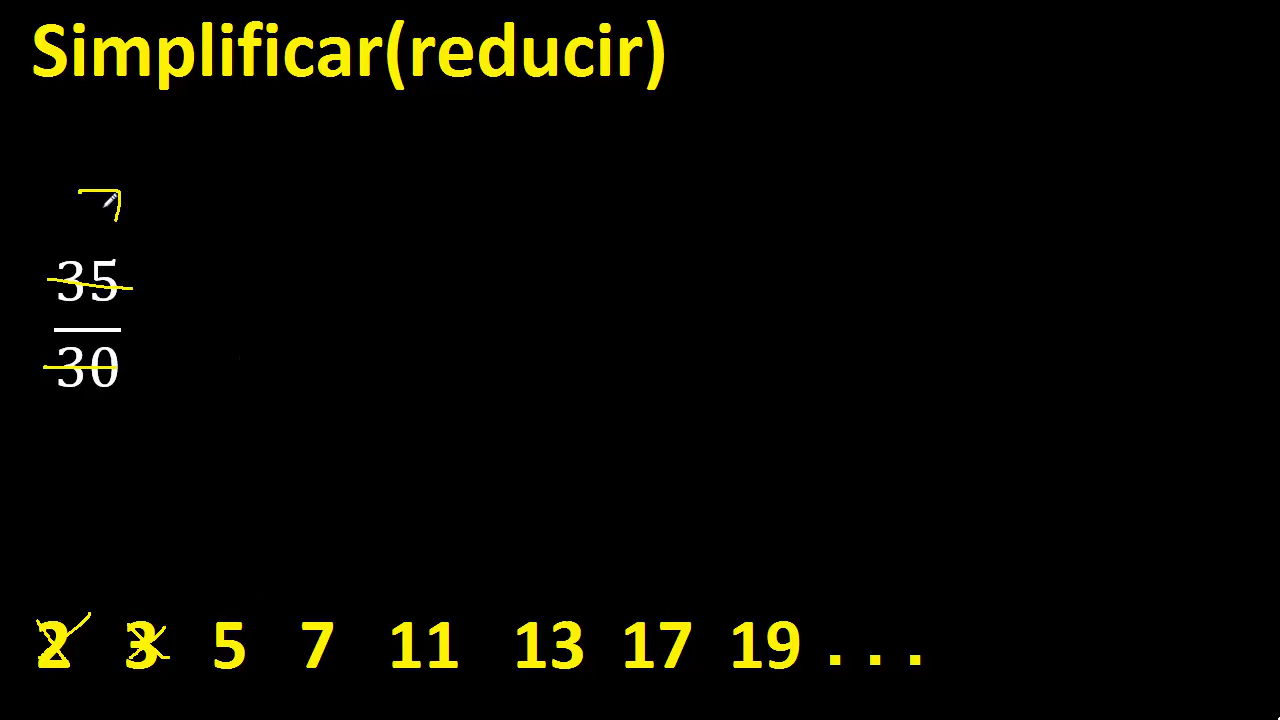 Simplificar(reducir)
7
35
30
2 3 5 7 11 13 17 19 . . .